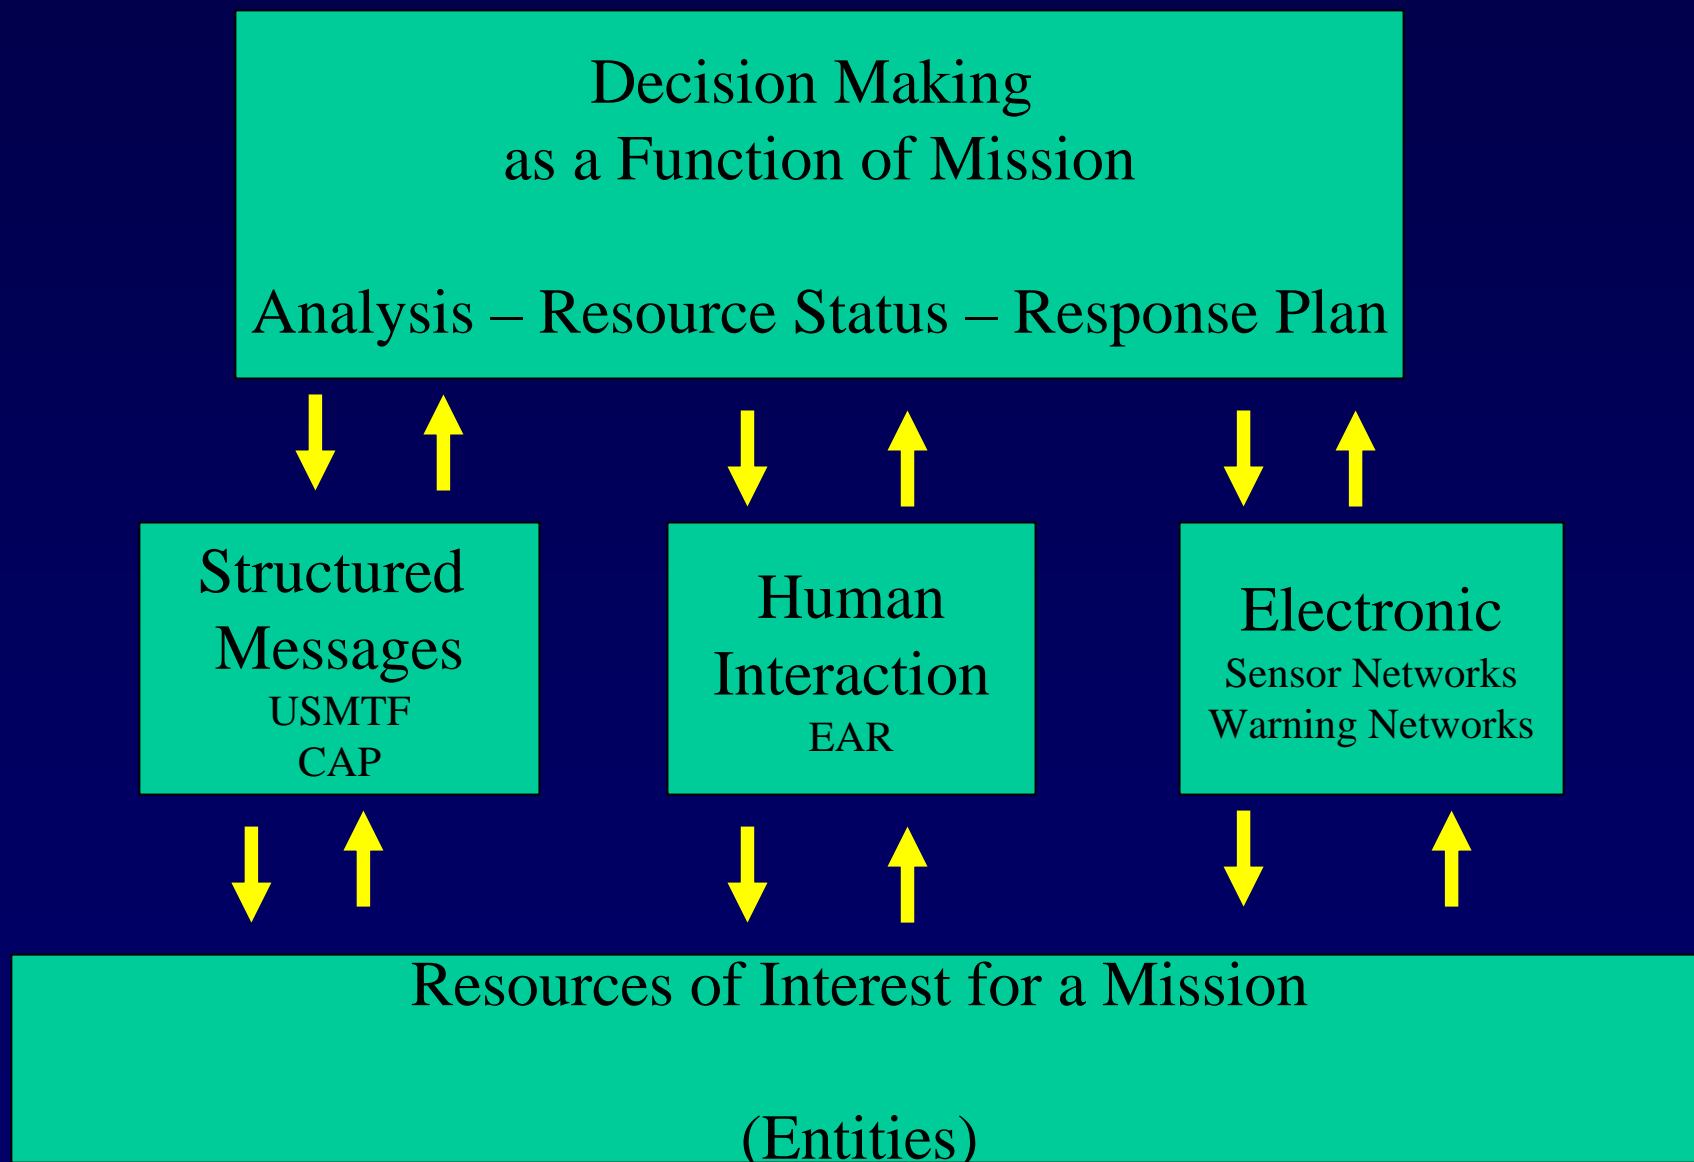 Decision Making
as a Function of Mission
Analysis – Resource Status – Response Plan
Structured
Messages
USMTF
CAP
Human
Interaction
EAR
Electronic
Sensor Networks
Warning Networks
Resources of Interest for a Mission
(Entities)